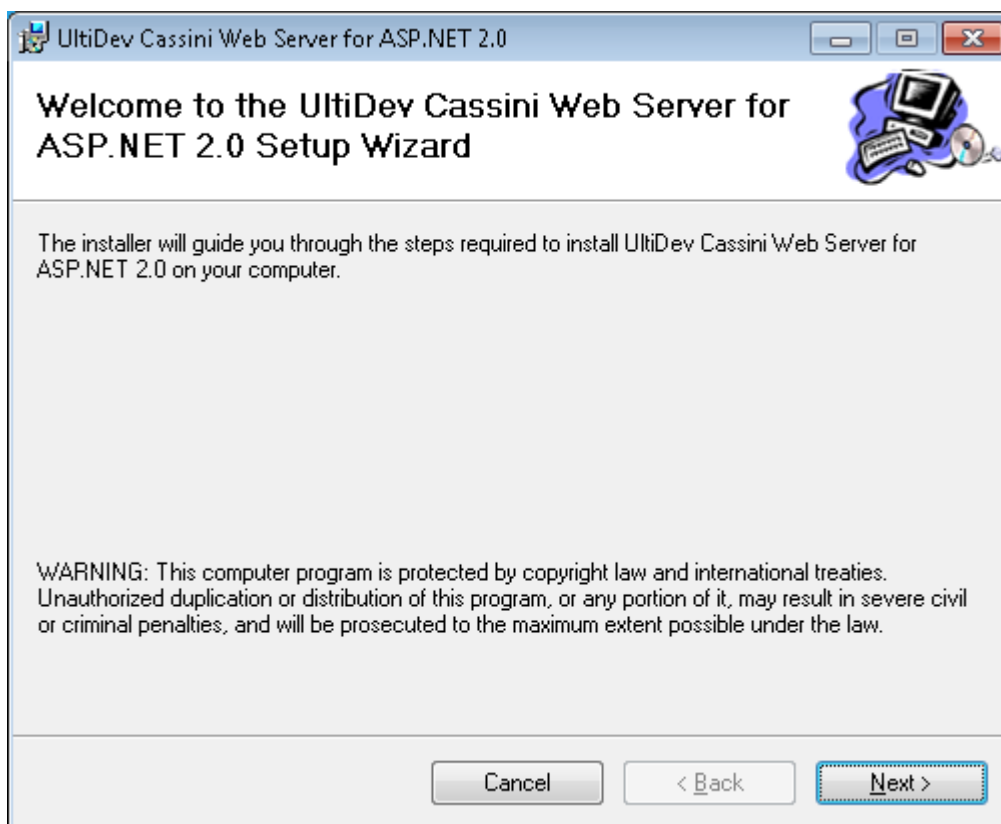 UltiDev Cassini Web Server for ASP.NET 2.0
Welcome to the UltiDev Cassini Web Server for
ASP.NET 2.0 Setup Wizard
The installer will guide you through the steps required to install UltiDev Cassini Web Server for
ASP.NET 2.0 on your computer.
WARNING: This computer program is protected by copyright law and international treaties.
Unauthorized duplication or distribution of this program, or any portion of it, may result in severe civil
or criminal penalties, and will be prosecuted to the maximum extent possible under the law.
Cancel < Back Next >